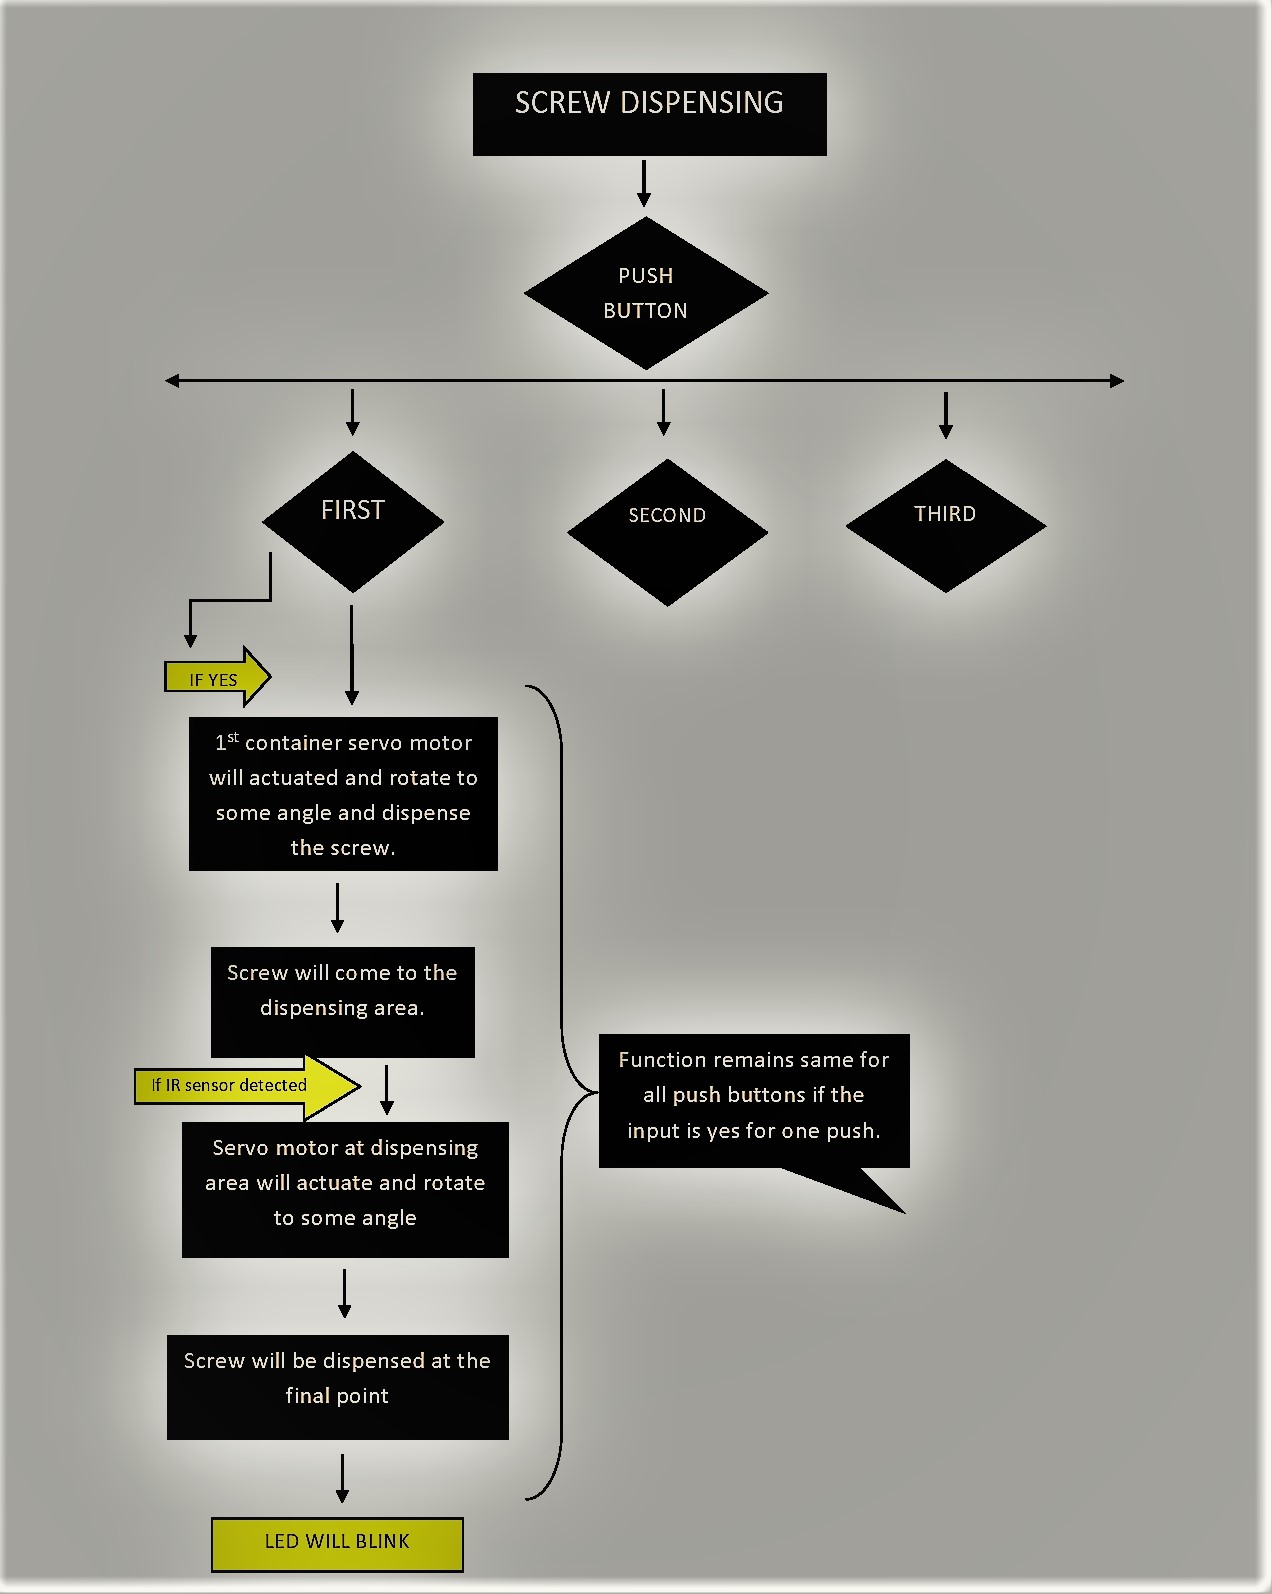 SCREW DISPENSING
PUSH
BUTTON
FIRST
SECOND
THIRD
IF YES
1st container servo motor
will actuated and rotate to
some angle and dispense
the screw.
Screw will come to the
dispensing area.
If IR sensor detected
Servo motor at dispensing
area will actuate and rotate
to some angle
Screw will be dispensed at the
final point
LED WILL BLINK
Function remains same for
all push buttons if the
input is yes for one push.